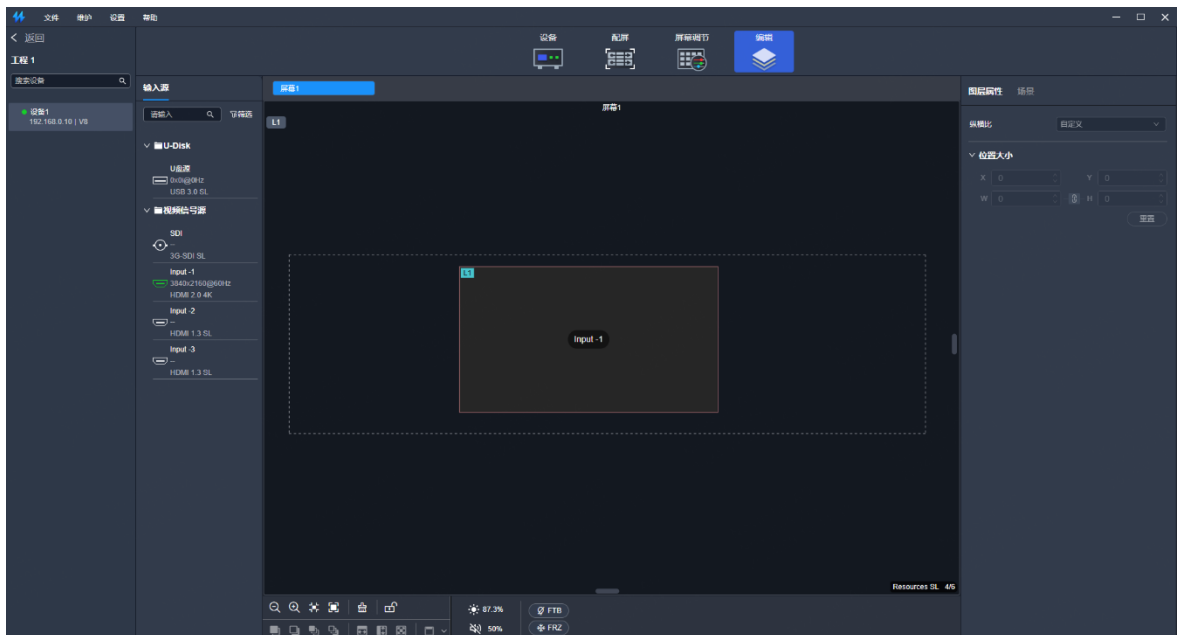 文件 维护 设置 帮助
返回
工程 1
搜索设备
设备1
192.168.0.10 | V8
设备 配屏 屏幕调节 编辑
输入源
请输入 筛选
U-Disk
U盘源
0x0i@0Hz
USB 3.0 SL
视频信号源
SDI
--
3G-SDI SL
Input -1
3840x2160@60Hz
HDMI 2.0 4K
Input -2
--
HDMI 1.3 SL
Input -3
--
HDMI 1.3 SL
屏幕1
屏幕1
L1
L1
Input -1
Resources SL 4/6
87.3% FTB
50% FRZ
图层属性 场景
纵横比 自定义
位置大小
X 0 Y 0
W 0 H 0
重置